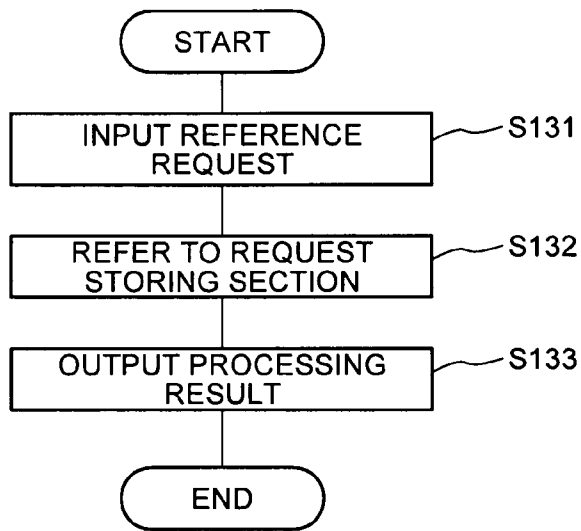 START
INPUT REFERENCE
REQUEST
S131
REFER TO REQUEST
STORING SECTION
S132
OUTPUT PROCESSING
RESULT
S133
END